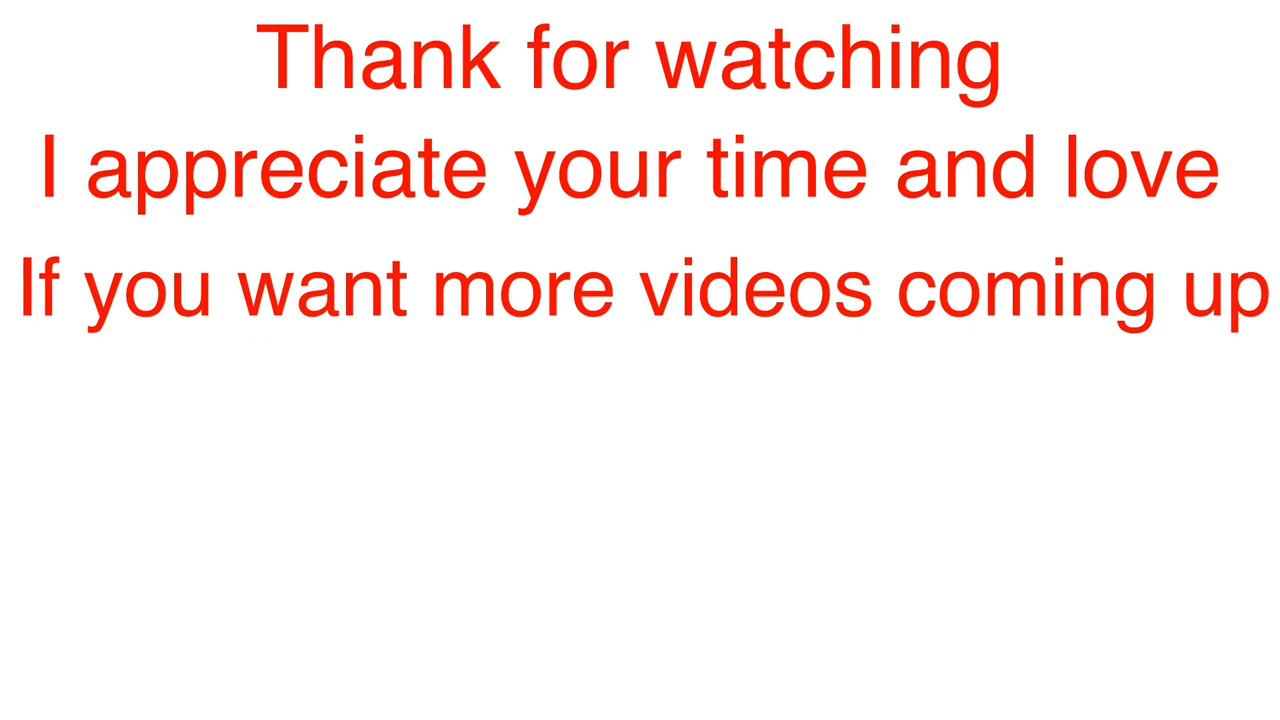 Thank for watching
I appreciate your time and love
If you want more videos coming up